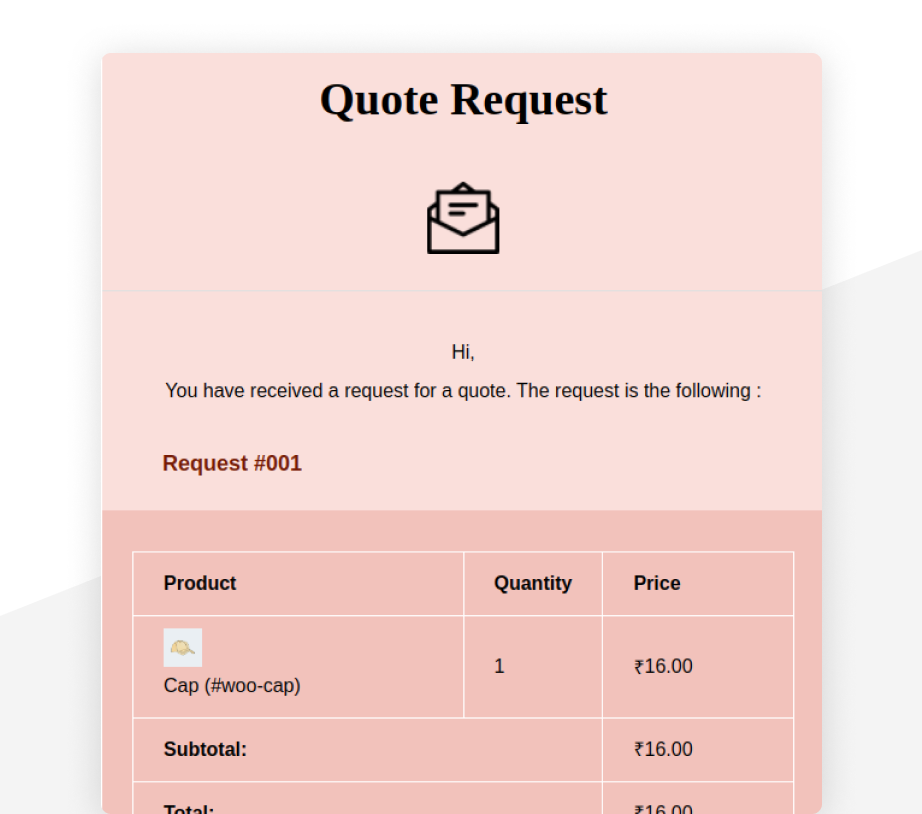 Quote Request
Hi,
You have received a request for a quote. The request is the following :
Request #001
Product Quantity Price
Cap (#woo-cap) 1 ₹16.00
Subtotal: ₹16.00
Total: ₹16.00